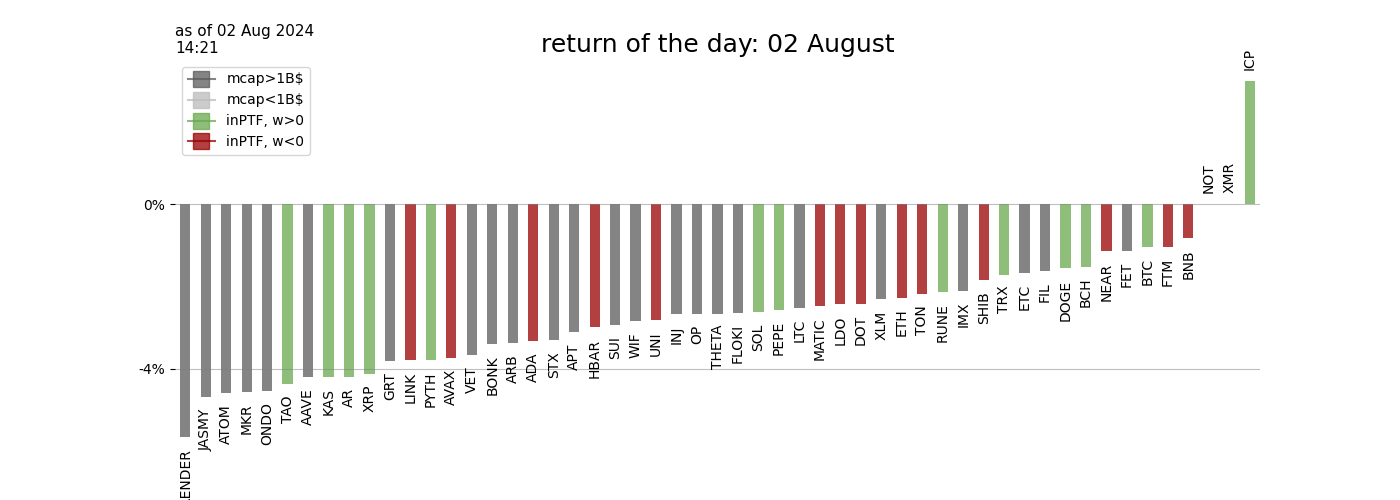 as of 02 Aug 2024
14:21
return of the day: 02 August
mcap>1B$
mcap<1B$
inPTF, w>0
inPTF, w<0
0%
-4%
ENDER
JASMY
ATOM
MKR
ONDO
TAO
AAVE
KAS
AR
XRP
GRT
LINK
PYTH
AVAX
VET
BONK
ARB
ADA
STX
APT
HBAR
SUI
WIF
UNI
INJ
OP
THETA
FLOKI
SOL
PEPE
LTC
MATIC
LDO
DOT
XLM
ETH
TON
RUNE
IMX
SHIB
TRX
ETC
FIL
DOGE
BCH
NEAR
FET
BTC
FTM
BNB
NOT
XMR
ICP